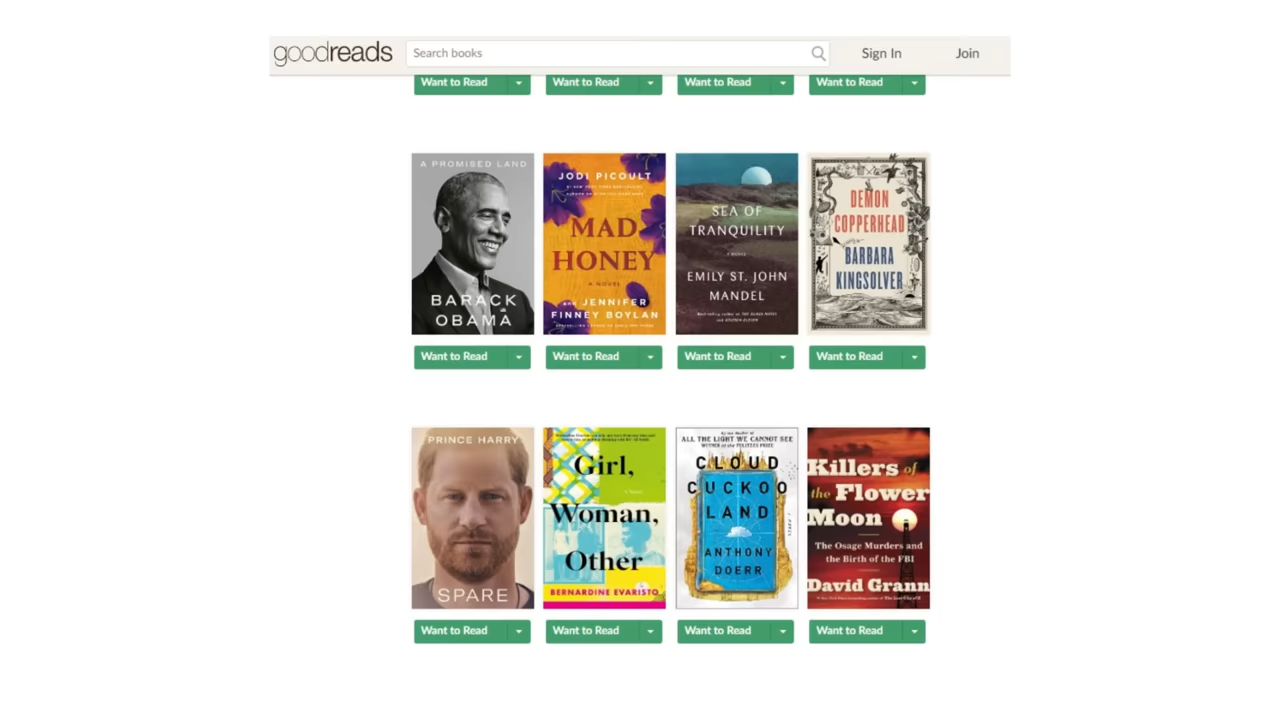 goodreads
Search books
Sign In
Join
Want to Read
Want to Read
Want to Read
Want to Read
A PROMISED LAND
BARACK
OBAMA
JODI PICOULT
MAD
HONEY
A NOVEL
AND JENNIFER
FINNEY BOYLAN
SEA OF
TRANQUILITY
EMILY ST. JOHN
MANDEL
DEMON
COPPERHEAD
BARBARA
KINGSOLVER
Want to Read
Want to Read
Want to Read
Want to Read
PRINCE HARRY
SPARE
Girl,
Woman,
Other
BERNARDINE EVARISTO
ALL THE LIGHT WE CANNOT SEE
CLOUD
CUCKOO
LAND
ANTHONY
DOERR
Killers of
the Flower
Moon
The Osage Murders and
the Birth of the FBI
David Grann
Want to Read
Want to Read
Want to Read
Want to Read